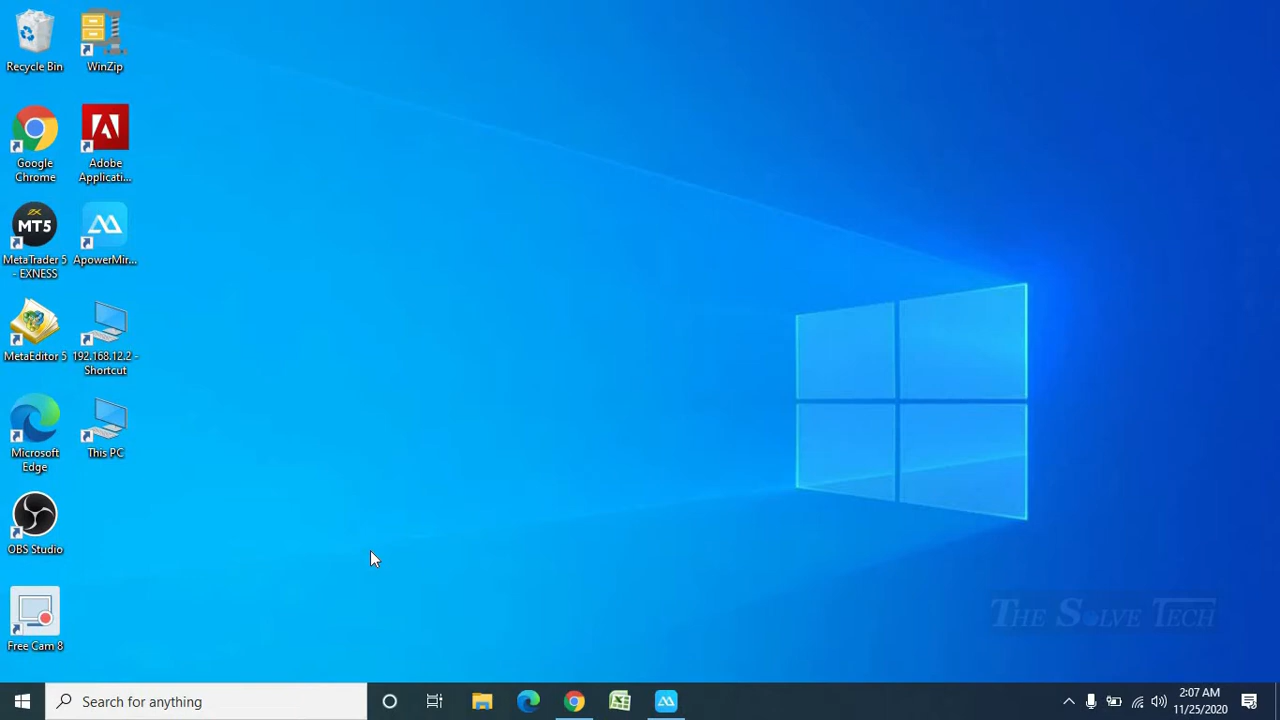 Recycle Bin
WinZip
Google
Chrome
Adobe
Applicati...
MT5
MetaTrader 5
- EXNESS
ApowerMir...
MetaEditor 5
192.168.12.2 -
Shortcut
Microsoft
Edge
This PC
OBS Studio
Free Cam 8
THE SOLVE TECH
Search for anything
2:07 AM
11/25/2020